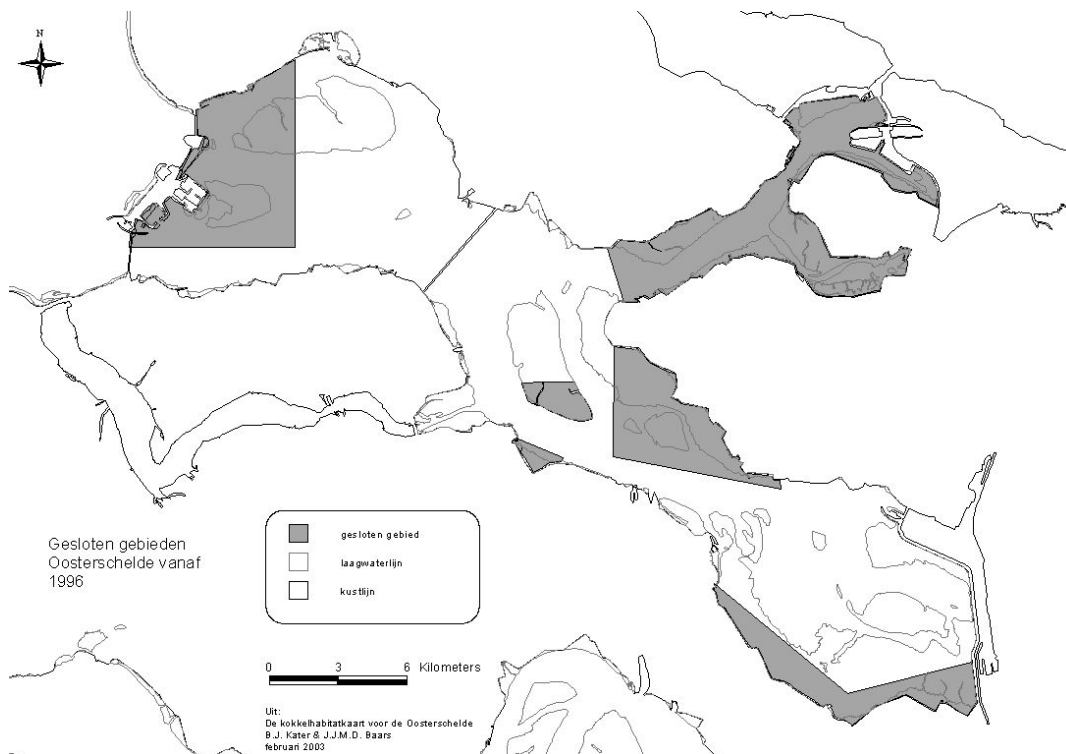 N
Gesloten gebieden
Oosterschelde vanaf
1996
gesloten gebied
laagwaterlijn
kustlijn
0 3 6 Kilometers
Uit:
De kokkelhabitatkaart voor de Oosterschelde
B.J. Kater & J.J.M.D. Baars
februari 2003